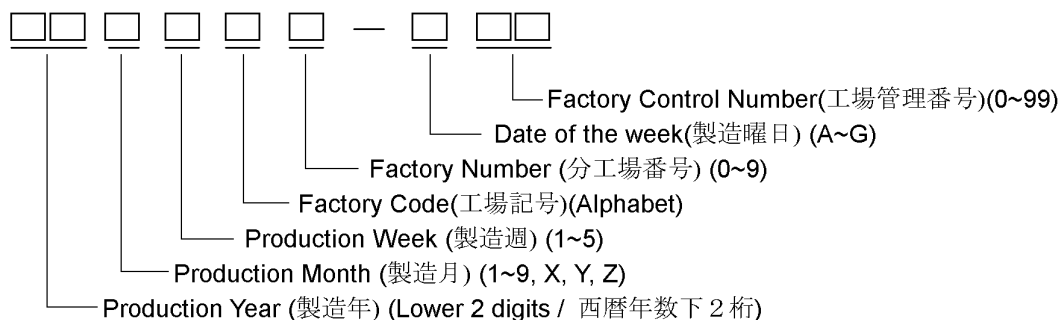 Factory Control Number(工場管理番号)(0~99)
Date of the week(製造曜日) (A~G)
Factory Number (分工場番号) (0~9)
Factory Code(工場記号)(Alphabet)
Production Week (製造週) (1~5)
Production Month (製造月) (1~9, X, Y, Z)
Production Year (製造年) (Lower 2 digits / 西暦年数下２桁)